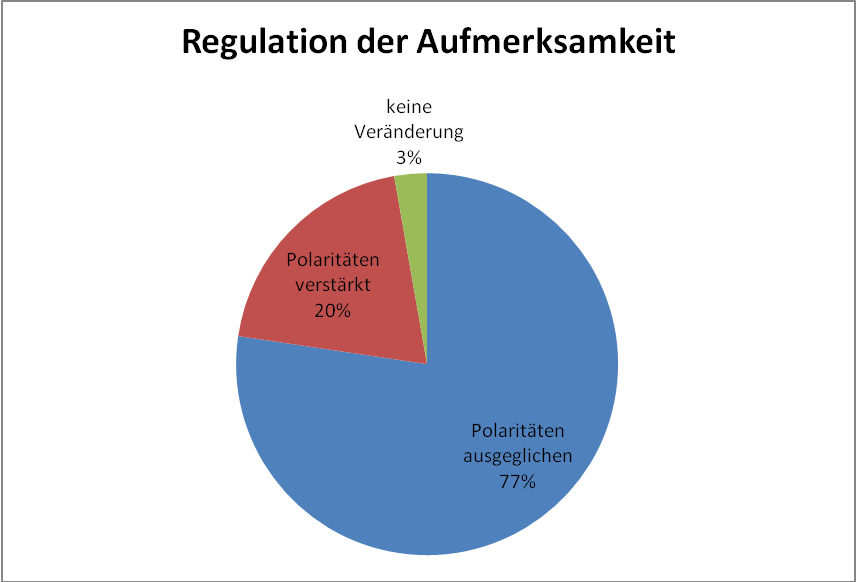 Regulation der Aufmerksamkeit
keine
Veränderung
3%
Polaritäten
verstärkt
20%
Polaritäten
ausgeglichen
77%